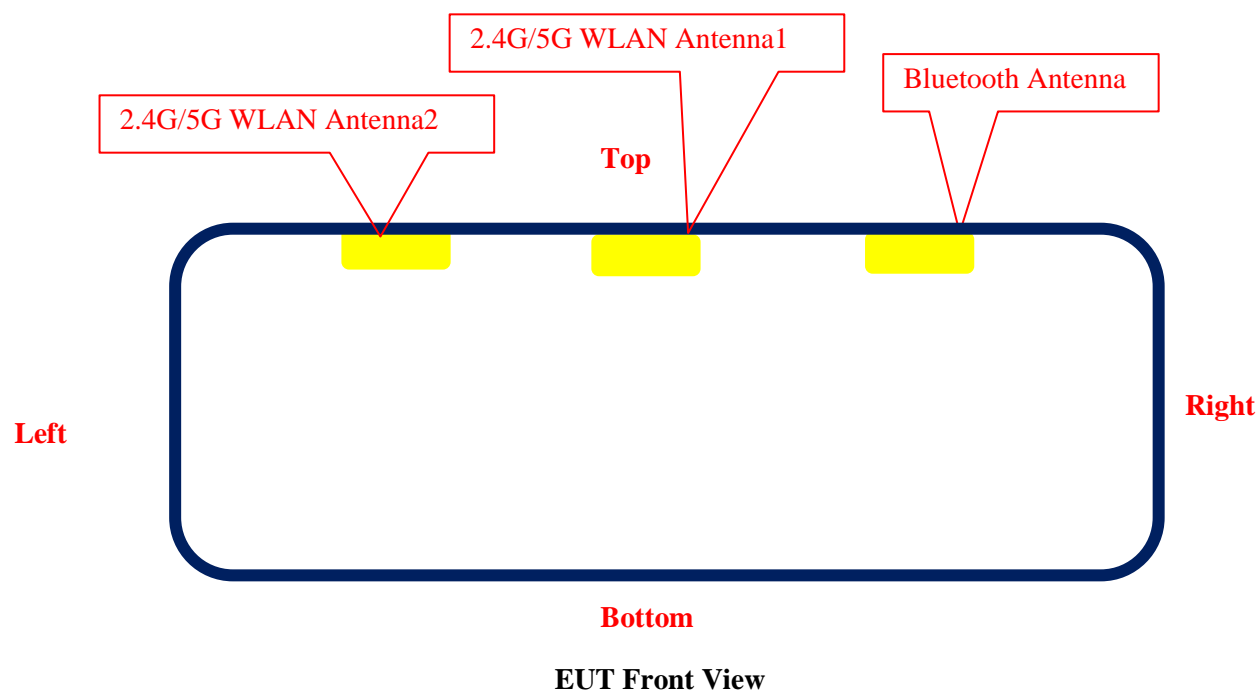 2.4G/5G WLAN Antenna1
Bluetooth Antenna
2.4G/5G WLAN Antenna2
Top
Right
Left
Bottom
EUT Front View